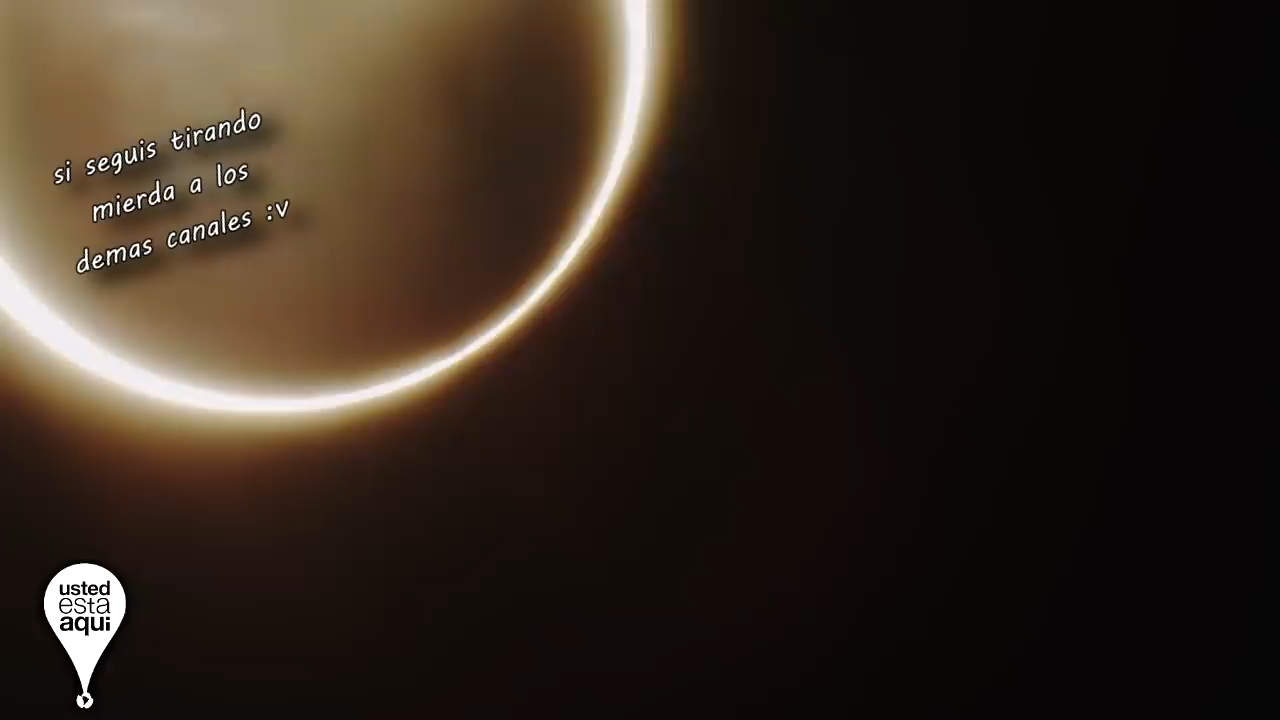 si seguis tirando
mierda a los
demas canales :v
usted
esta
aqui